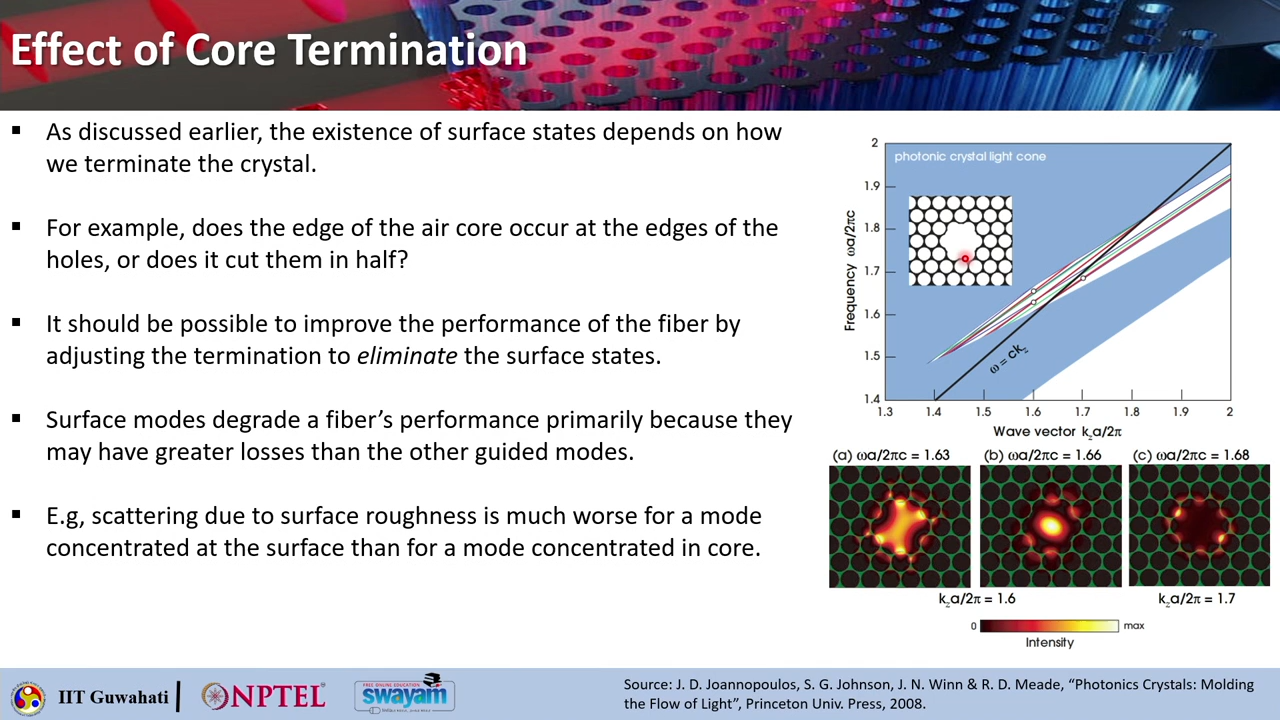 Effect of Core Termination
▪ As discussed earlier, the existence of surface states depends on how
we terminate the crystal.
▪ For example, does the edge of the air core occur at the edges of the
holes, or does it cut them in half?
▪ It should be possible to improve the performance of the fiber by
adjusting the termination to eliminate the surface states.
▪ Surface modes degrade a fiber's performance primarily because they
may have greater losses than the other guided modes.
▪ E.g, scattering due to surface roughness is much worse for a mode
concentrated at the surface than for a mode concentrated in core.
photonic crystal light cone
Frequency ωa/2πc
2
1.9
1.8
1.7
1.6
1.5
1.4
ω = ckz
1.3 1.4 1.5 1.6 1.7 1.8 1.9 2
Wave vector kza/2π
(a) ωa/2πc = 1.63 (b) ωa/2πc = 1.66 (c) ωa/2πc = 1.68
kza/2π = 1.6 kza/2π = 1.7
0 max
Intensity
IIT Guwahati
NPTEL
FREE ONLINE EDUCATION
swayam
Source: J. D. Joannopoulos, S. G. Johnson, J. N. Winn & R. D. Meade, "Photonics Crystals: Molding
the Flow of Light", Princeton Univ. Press, 2008.